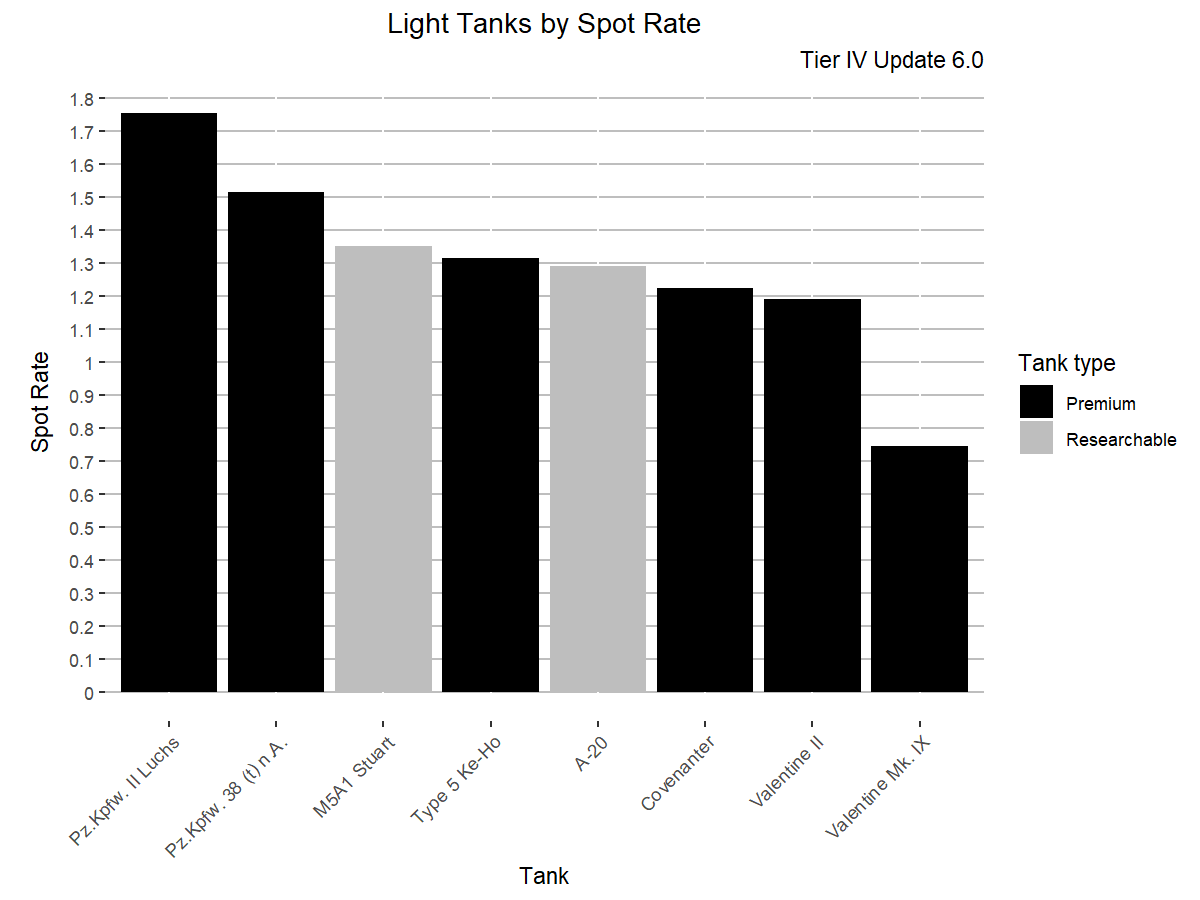 Light Tanks by Spot Rate
Tier IV Update 6.0
1.8
1.7
1.6
1.5
1.4
1.3
1.2
1.1
1
0.9
0.8
0.7
0.6
0.5
0.4
0.3
0.2
0.1
0
Spot Rate
Pz.Kpfw. II Luchs
Pz.Kpfw. 38 (t) n A.
M5A1 Stuart
Type 5 Ke-Ho
A-20
Covenanter
Valentine II
Valentine Mk. IX
Tank
Tank type
Premium
Researchable